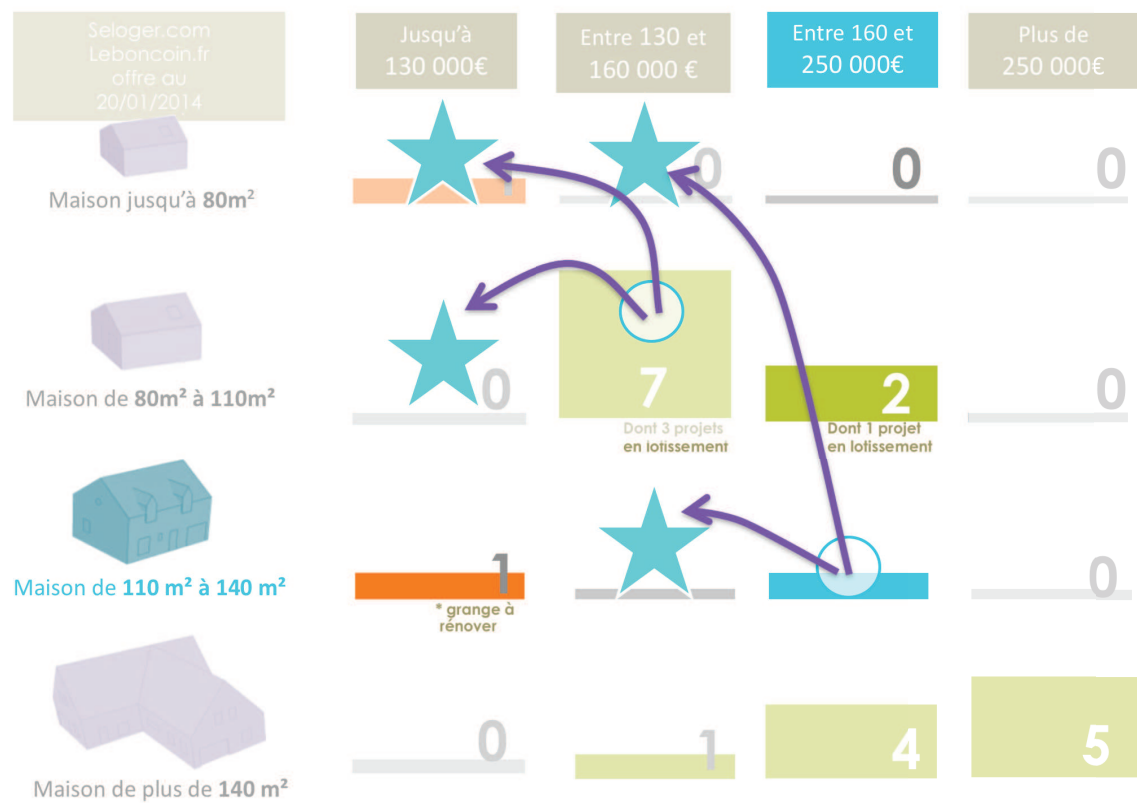 Seloger.com
Leboncoin.fr
offre au
20/01/2014
Jusqu’à
130 000€
Entre 130 et
160 000 €
Entre 160 et
250 000€
Plus de
250 000€
1
0
0
0
Maison jusqu’à 80m²
0
7
2
0
Maison de 80m² à 110m²
Dont 3 projets
en lotissement
Dont 1 projet
en lotissement
1
0
Maison de 110 m² à 140 m²
* grange à
rénover
0
1
4
5
Maison de plus de 140 m²